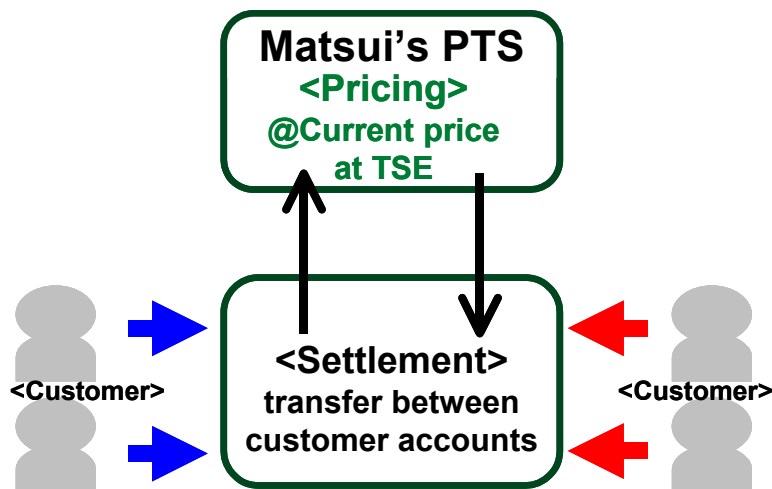 Matsui’s PTS
<Pricing>
@Current price
at TSE
<Settlement>
transfer between
customer accounts
<Customer>
<Customer>